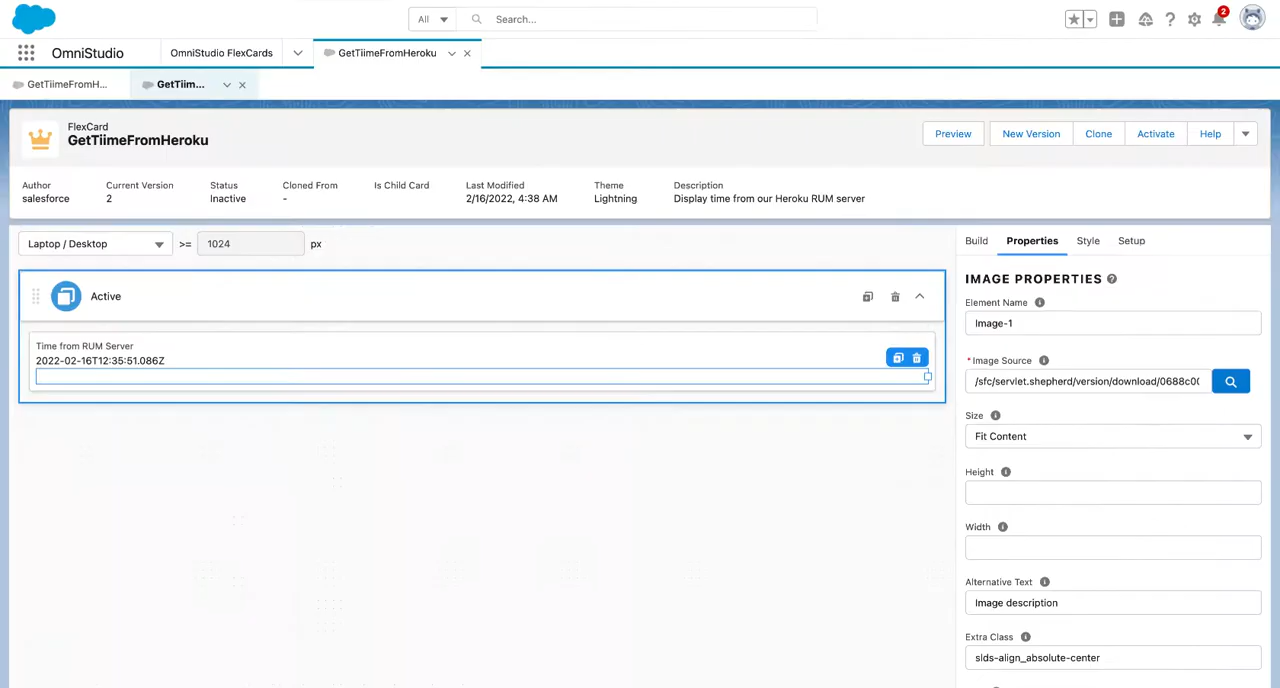 All
Search...
2
OmniStudio
OmniStudio FlexCards
GetTiimeFromHeroku
GetTiimeFromH...
GetTiim...
FlexCard
GetTiimeFromHeroku
Preview
New Version
Clone
Activate
Help
Author
Current Version
Status
Cloned From
Is Child Card
Last Modified
Theme
Description
salesforce
2
Inactive
-
2/16/2022, 4:38 AM
Lightning
Display time from our Heroku RUM server
Laptop / Desktop
>=
1024
px
Build
Properties
Style
Setup
Active
Time from RUM Server
2022-02-16T12:35:51.086Z
IMAGE PROPERTIES
Element Name
Image-1
* Image Source
/sfc/servlet.shepherd/version/download/0688c0(
Size
Fit Content
Height
Width
Alternative Text
Image description
Extra Class
slds-align_absolute-center